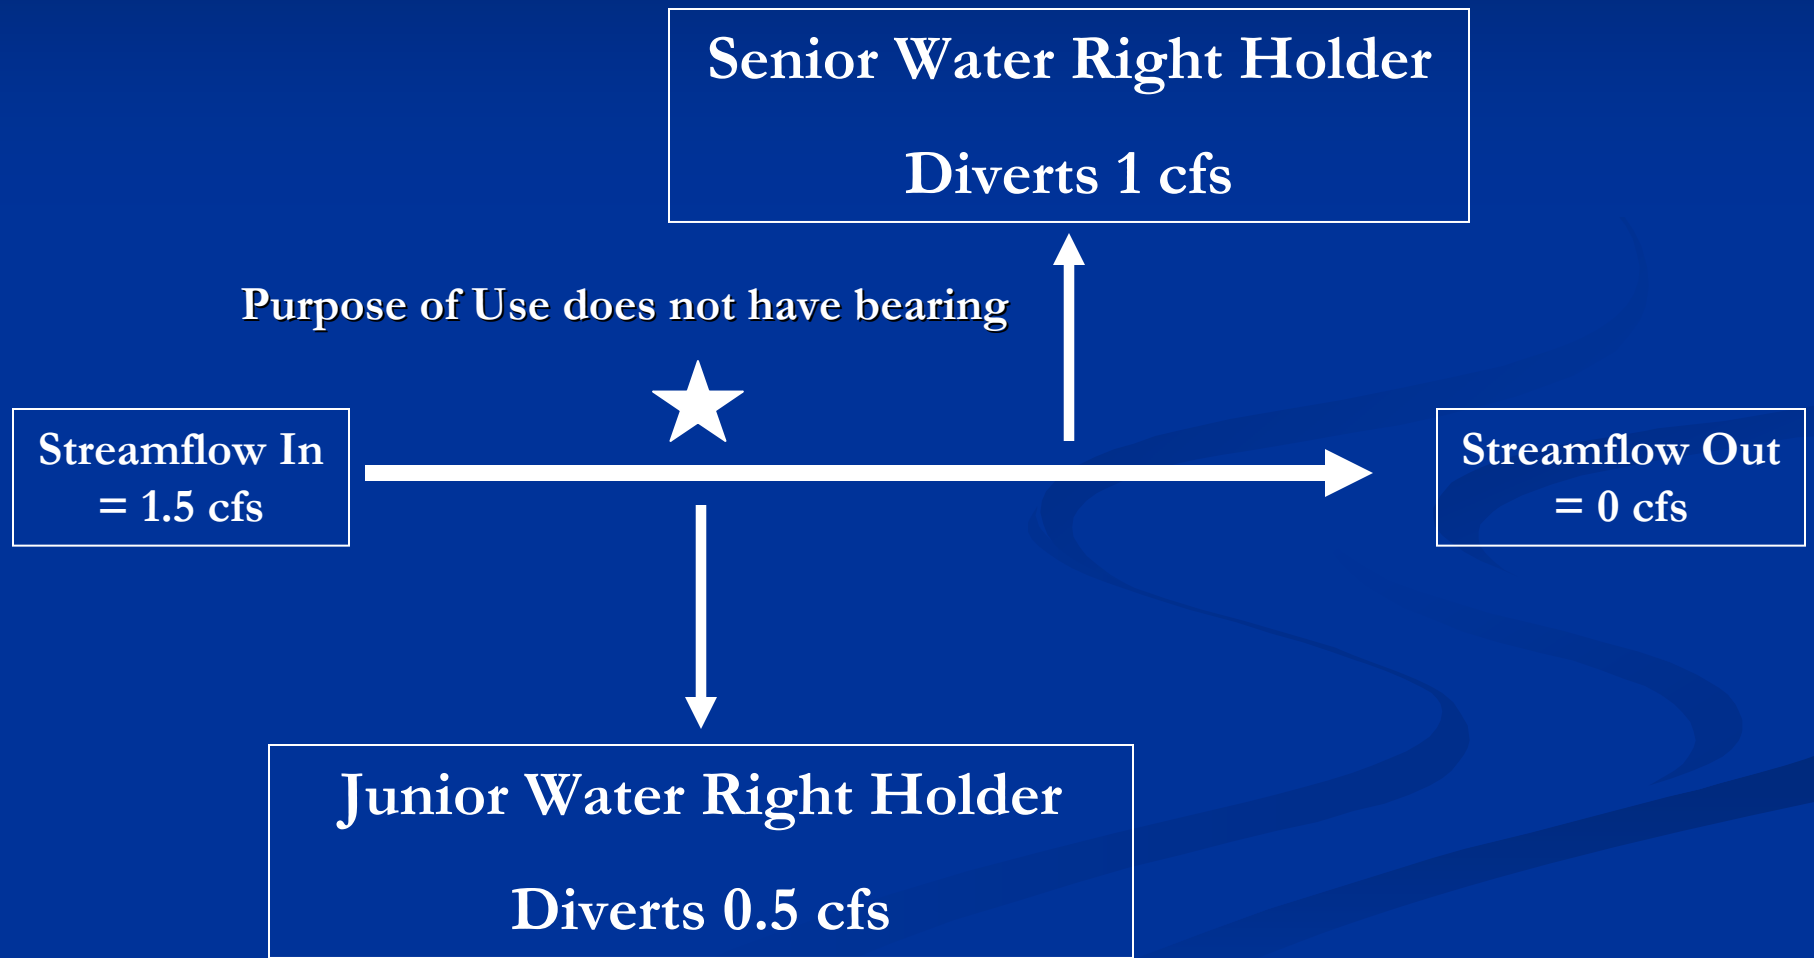 Senior Water Right Holder
Diverts 1 cfs
Purpose of Use does not have bearing
Streamflow In
= 1.5 cfs
Streamflow Out
= 0 cfs
Junior Water Right Holder
Diverts 0.5 cfs